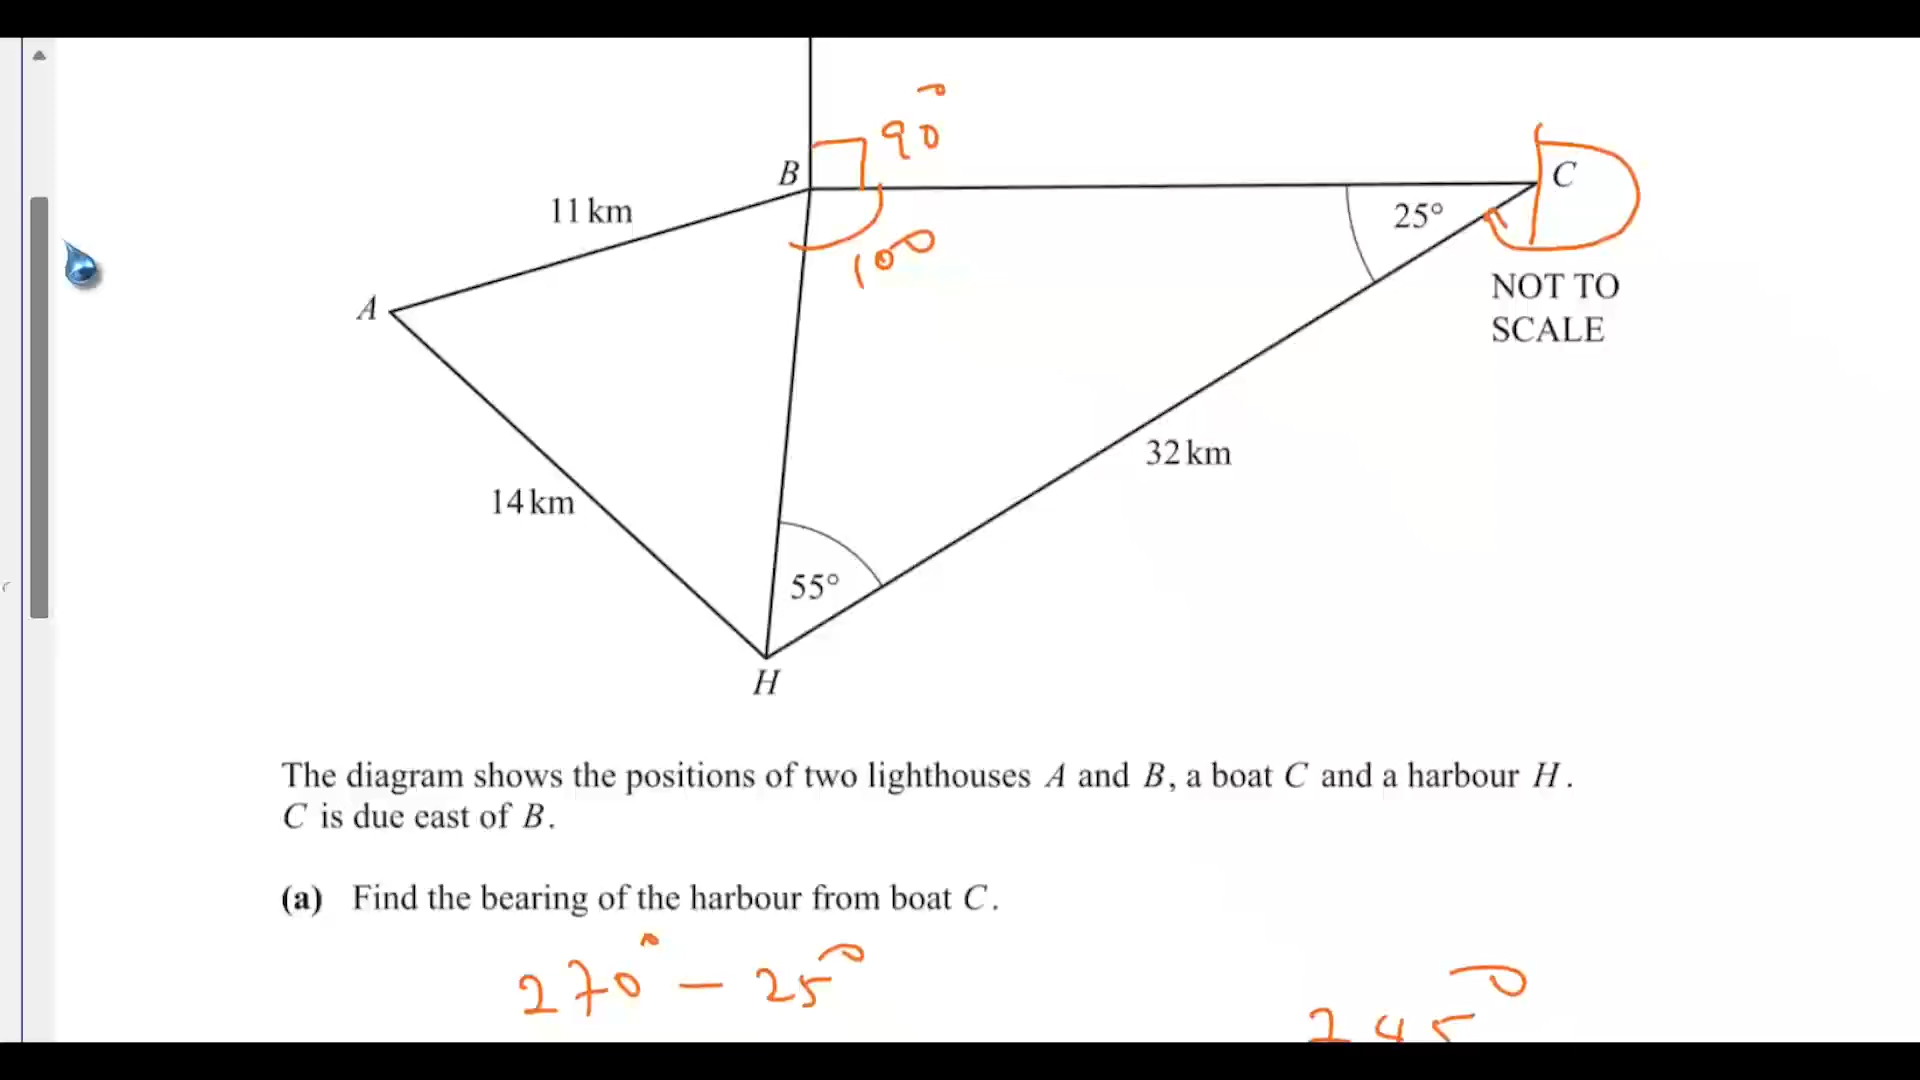 90°
B
C
11 km
25°
100
A
NOT TO
SCALE
32 km
14 km
55°
H
The diagram shows the positions of two lighthouses A and B, a boat C and a harbour H.
C is due east of B.
(a) Find the bearing of the harbour from boat C.
270° – 25°
245°